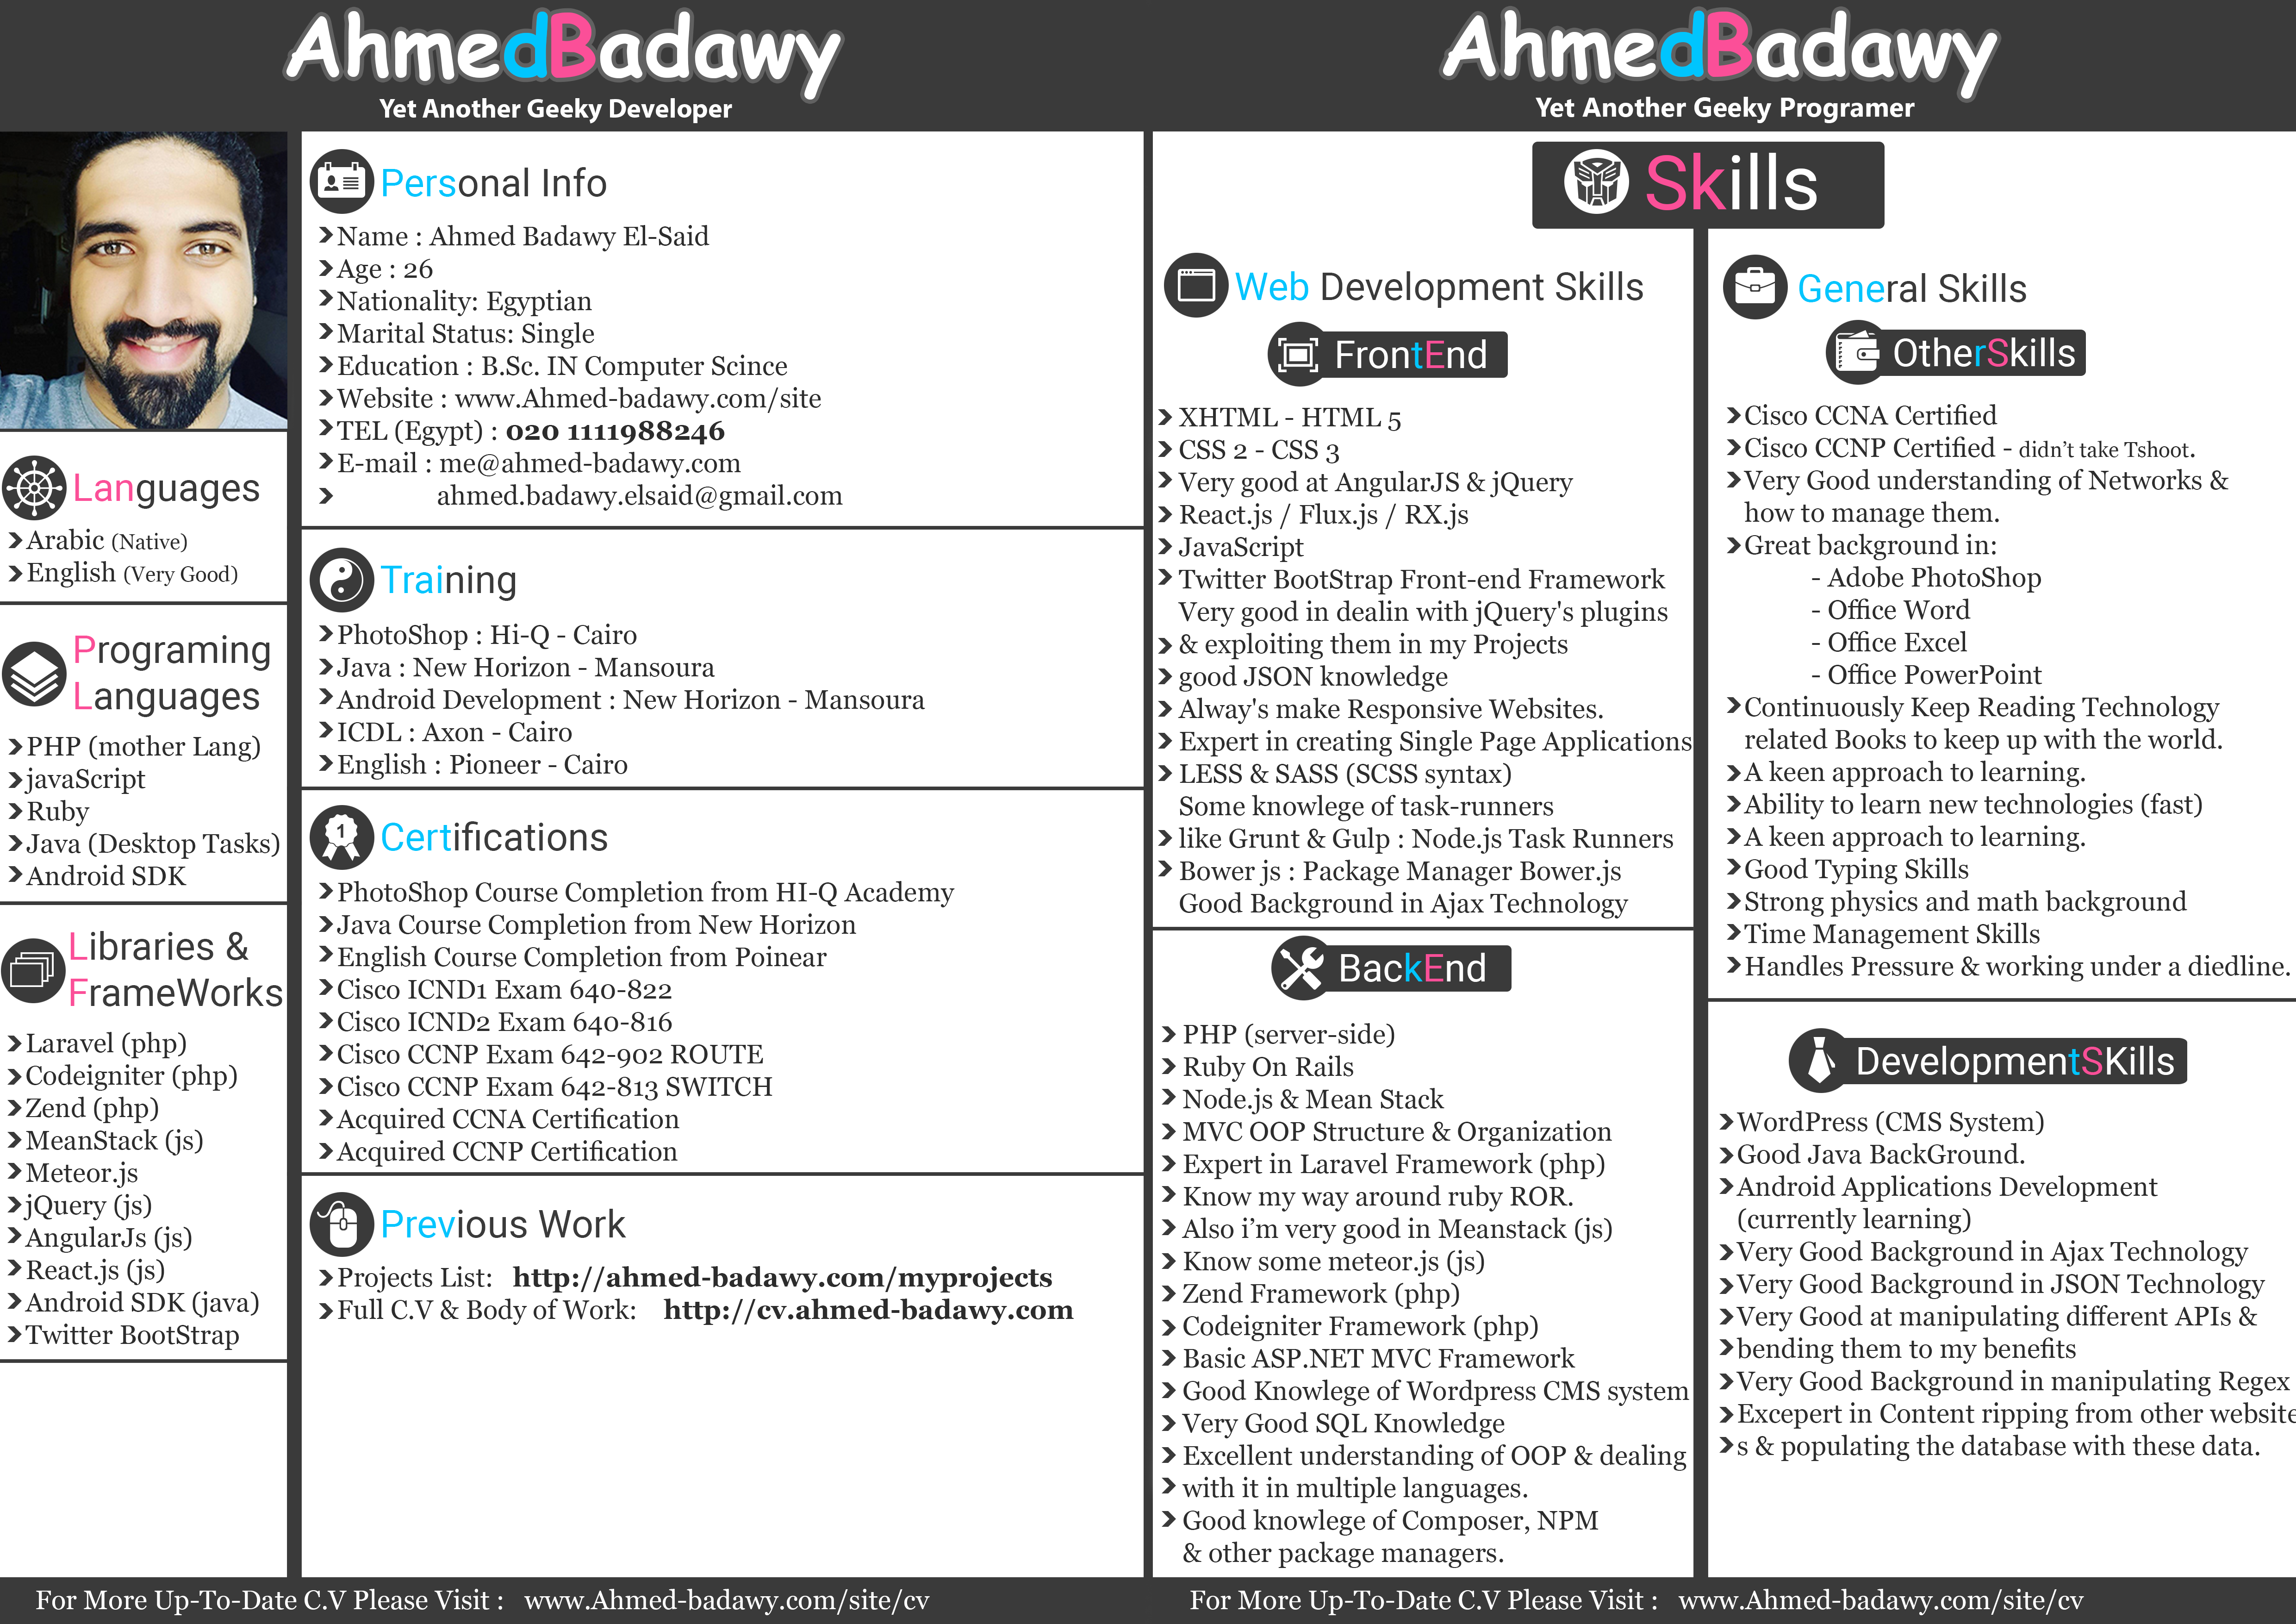 AhmedBadawy
Yet Another Geeky Developer
Languages
Arabic (Native)
English (Very Good)
Programing
Languages
PHP (mother Lang)
javaScript
Ruby
Java (Desktop Tasks)
Android SDK
Libraries &
FrameWorks
Laravel (php)
Codeigniter (php)
Zend (php)
MeanStack (js)
Meteor.js
jQuery (js)
AngularJs (js)
React.js (js)
Android SDK (java)
Twitter BootStrap
Personal Info
Name : Ahmed Badawy El-Said
Age : 26
Nationality: Egyptian
Marital Status: Single
Education : B.Sc. IN Computer Scince
Website : www.Ahmed-badawy.com/site
TEL (Egypt) : 020 1111988246
E-mail : me@ahmed-badawy.com
ahmed.badawy.elsaid@gmail.com
Training
PhotoShop : Hi-Q - Cairo
Java : New Horizon - Mansoura
Android Development : New Horizon - Mansoura
ICDL : Axon - Cairo
English : Pioneer - Cairo
1
Certifications
PhotoShop Course Completion from HI-Q Academy
Java Course Completion from New Horizon
English Course Completion from Poinear
Cisco ICND1 Exam 640-822
Cisco ICND2 Exam 640-816
Cisco CCNP Exam 642-902 ROUTE
Cisco CCNP Exam 642-813 SWITCH
Acquired CCNA Certification
Acquired CCNP Certification
Previous Work
Projects List: http://ahmed-badawy.com/myprojects
Full C.V & Body of Work: http://cv.ahmed-badawy.com
For More Up-To-Date C.V Please Visit : www.Ahmed-badawy.com/site/cv
AhmedBadawy
Yet Another Geeky Programer
Skills
Web Development Skills
FrontEnd
XHTML - HTML 5
CSS 2 - CSS 3
Very good at AngularJS & jQuery
React.js / Flux.js / RX.js
JavaScript
Twitter BootStrap Front-end Framework
Very good in dealin with jQuery's plugins
& exploiting them in my Projects
good JSON knowledge
Alway's make Responsive Websites.
Expert in creating Single Page Applications
LESS & SASS (SCSS syntax)
Some knowlege of task-runners
like Grunt & Gulp : Node.js Task Runners
Bower js : Package Manager Bower.js
Good Background in Ajax Technology
BackEnd
PHP (server-side)
Ruby On Rails
Node.js & Mean Stack
MVC OOP Structure & Organization
Expert in Laravel Framework (php)
Know my way around ruby ROR.
Also i'm very good in Meanstack (js)
Know some meteor.js (js)
Zend Framework (php)
Codeigniter Framework (php)
Basic ASP.NET MVC Framework
Good Knowlege of Wordpress CMS system
Very Good SQL Knowledge
Excellent understanding of OOP & dealing
with it in multiple languages.
Good knowlege of Composer, NPM
& other package managers.
General Skills
OtherSkills
Cisco CCNA Certified
Cisco CCNP Certified - didn't take Tshoot.
Very Good understanding of Networks &
how to manage them.
Great background in:
- Adobe PhotoShop
- Office Word
- Office Excel
- Office PowerPoint
Continuously Keep Reading Technology
related Books to keep up with the world.
A keen approach to learning.
Ability to learn new technologies (fast)
A keen approach to learning.
Good Typing Skills
Strong physics and math background
Time Management Skills
Handles Pressure & working under a diedline.
DevelopmentSKills
WordPress (CMS System)
Good Java BackGround.
Android Applications Development
(currently learning)
Very Good Background in Ajax Technology
Very Good Background in JSON Technology
Very Good at manipulating different APIs &
bending them to my benefits
Very Good Background in manipulating Regex
Excepert in Content ripping from other website
s & populating the database with these data.
For More Up-To-Date C.V Please Visit : www.Ahmed-badawy.com/site/cv